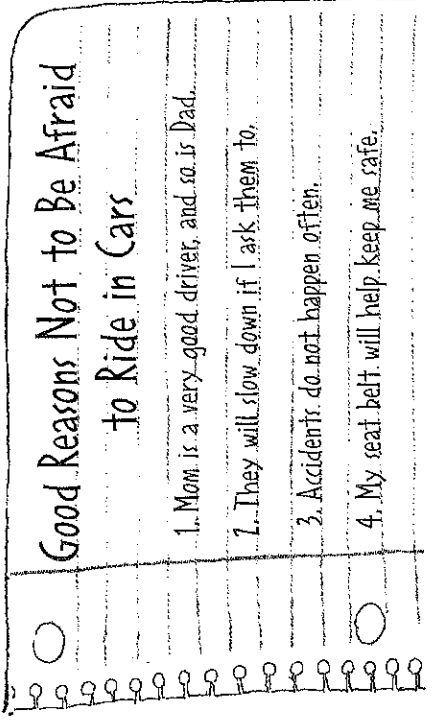 Good Reasons Not to Be Afraid
to Ride in Cars
1. Mom is a very good driver, and so is Dad.
2. They will slow down if I ask them to.
3. Accidents do not happen often.
4. My seat belt will help keep me safe.